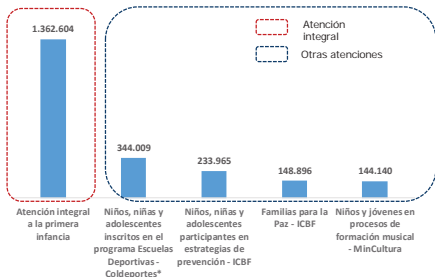 1.362.604
Atención
integral
Otras atenciones
344.009
233.965
148.896
144.140
Atención integral
a la primera
infancia
Niños, niñas y
adolescentes
inscritos en el
programa Escuelas
Deportivas -
Coldeportes*
Niños, niñas y
adolescentes
participantes en
estrategias de
prevención - ICBF
Familias para la
Paz - ICBF
Niños y jóvenes en
procesos de
formación musical -
MinCultura